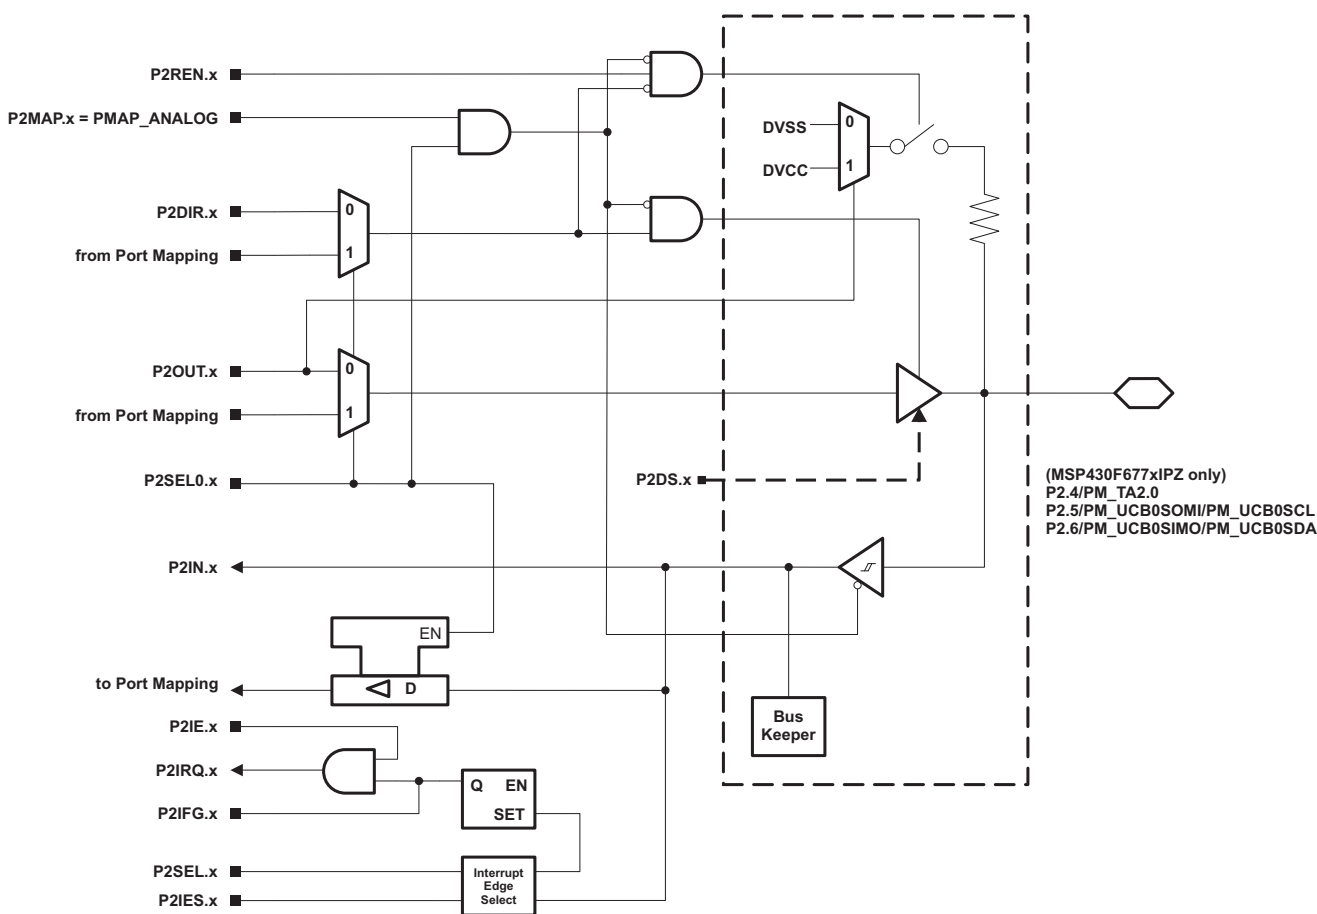 P2REN.x
P2MAP.x = PMAP_ANALOG
DVSS
0
DVCC
1
P2DIR.x
0
from Port Mapping
1
P2OUT.x
0
from Port Mapping
1
P2SEL0.x
P2DS.x
(MSP430F677xIPZ only)
P2.4/PM_TA2.0
P2.5/PM_UCB0SOMI/PM_UCB0SCL
P2.6/PM_UCB0SIMO/PM_UCB0SDA
P2IN.x
EN
to Port Mapping
D
Bus
Keeper
P2IE.x
P2IRQ.x
Q EN
P2IFG.x
SET
P2SEL.x
P2IES.x
Interrupt
Edge
Select